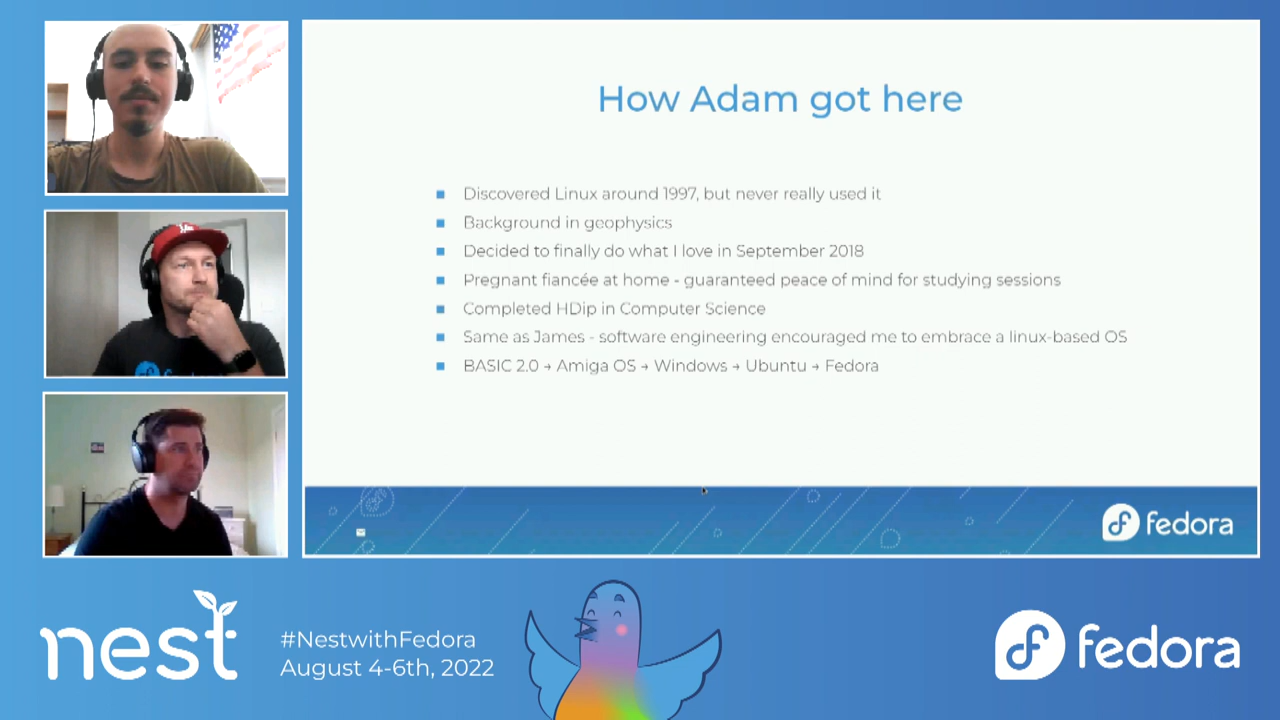 How Adam got here
Discovered Linux around 1997, but never really used it
Background in geophysics
Decided to finally do what I love in September 2018
Pregnant fiancée at home - guaranteed peace of mind for studying sessions
Completed HDip in Computer Science
Same as James - software engineering encouraged me to embrace a linux-based OS
BASIC 2.0 → Amiga OS → Windows → Ubuntu → Fedora
fedora
nest
#NestwithFedora
August 4-6th, 2022
fedora